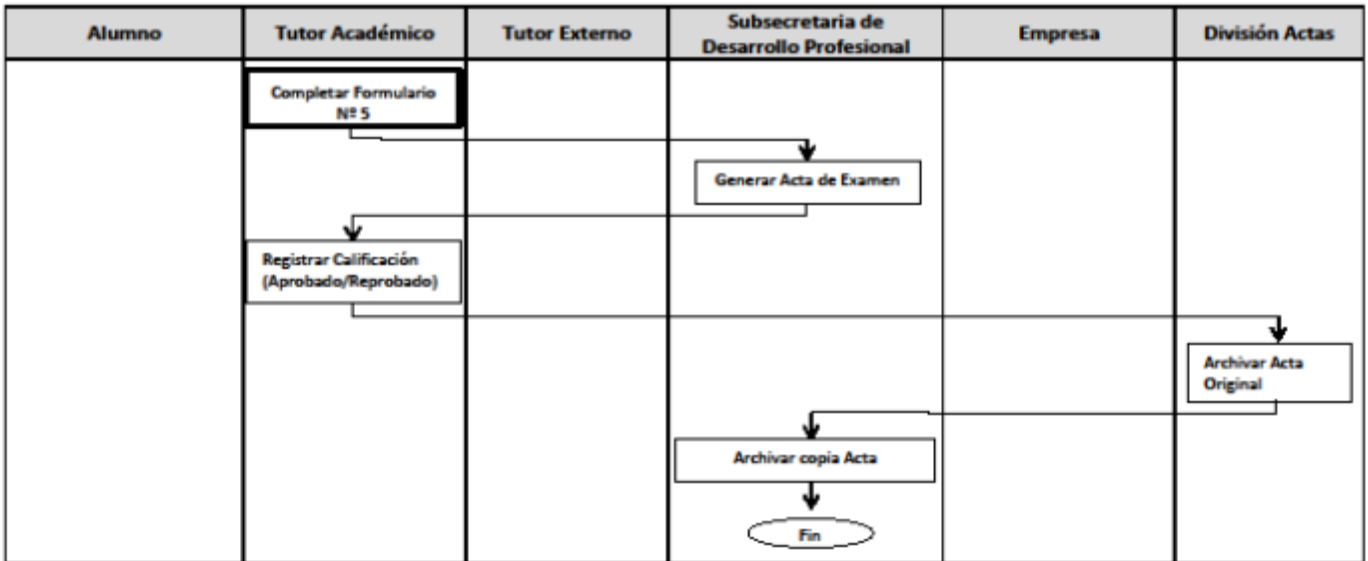 Alumno
Tutor Académico
Tutor Externo
Subsecretaria de
Desarrollo Profesional
Empresa
División Actas
Completar Formulario
Nº 5
Generar Acta de Examen
Registrar Calificación
(Aprobado/Reprobado)
Archivar Acta
Original
Archivar copia Acta
Fin